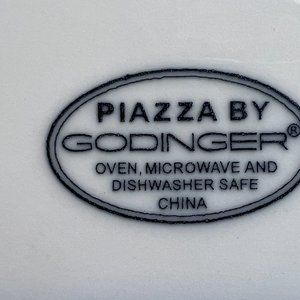 PIAZZA BY
GODINGER®
OVEN, MICROWAVE AND
DISHWASHER SAFE
CHINA